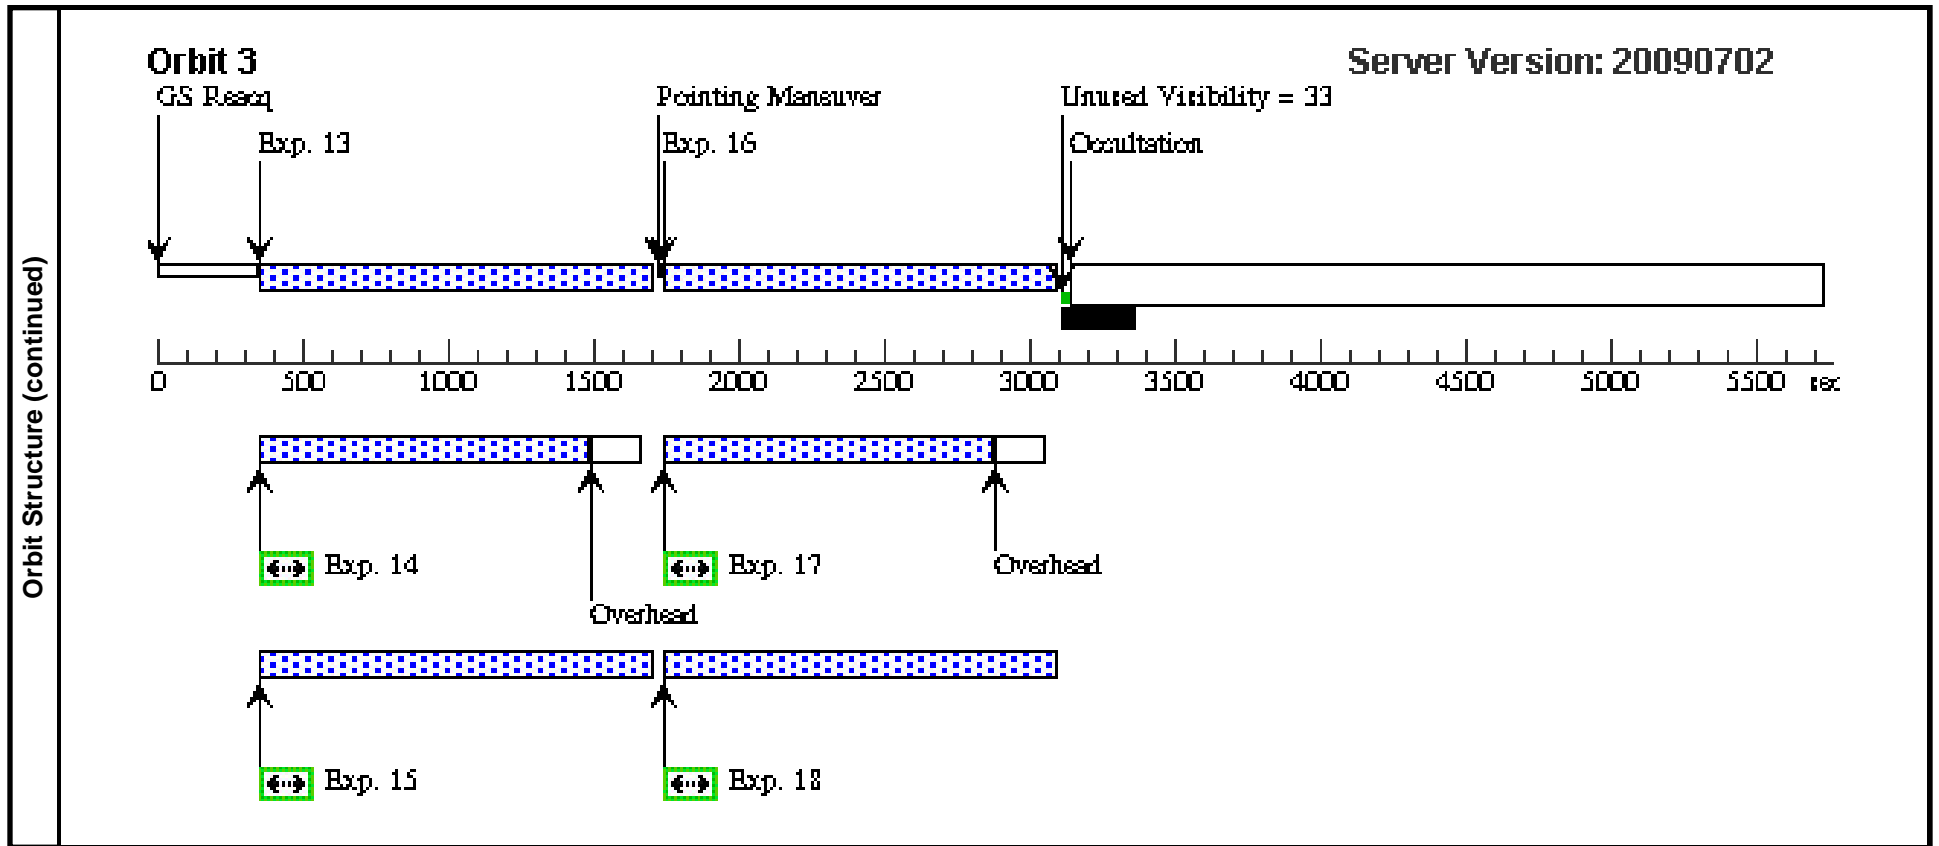 Orbit Structure (continued)
Orbit 3
Server Version: 20090702
GS Reacq
Pointing Maneuver
Unused Visibility = 33
Exp. 13
Exp. 16
Occultation
0 500 1000 1500 2000 2500 3000 3500 4000 4500 5000 5500 sec
Exp. 14
Exp. 17
Overhead
Overhead
Exp. 15
Exp. 18